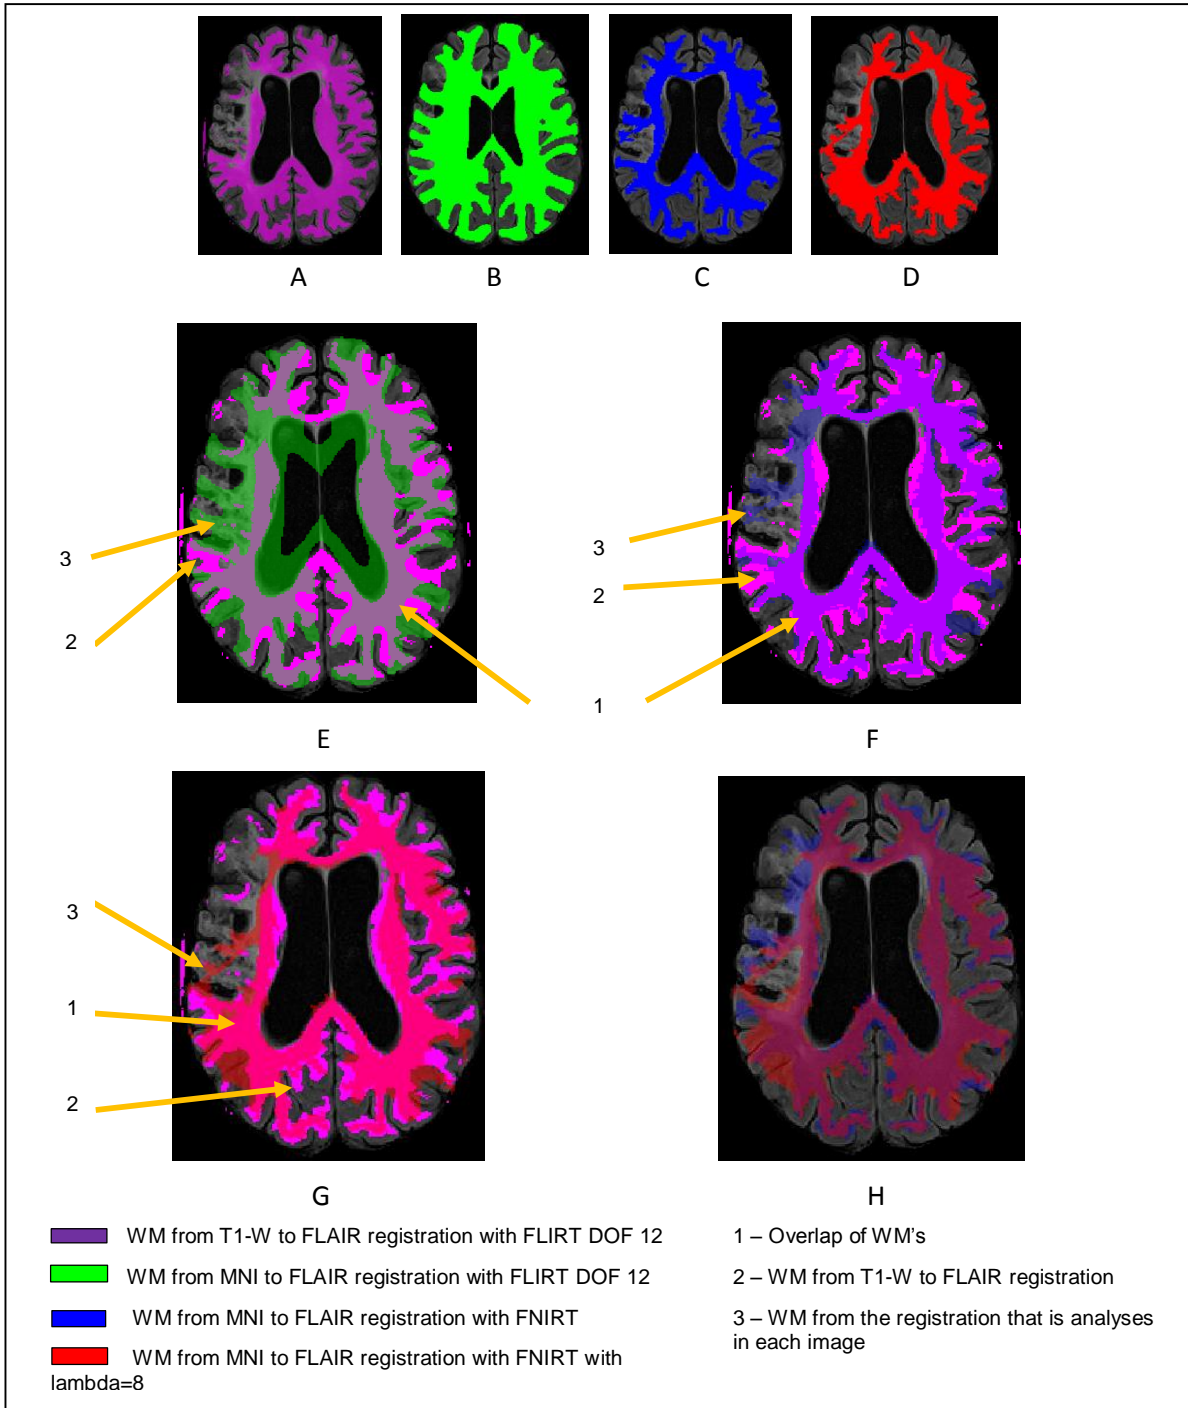 A
B
C
D
3
2
3
2
1
E
F
3
1
2
G
H
WM from T1-W to FLAIR registration with FLIRT DOF 12
WM from MNI to FLAIR registration with FLIRT DOF 12
WM from MNI to FLAIR registration with FNIRT
WM from MNI to FLAIR registration with FNIRT with
lambda=8
1 – Overlap of WM's
2 – WM from T1-W to FLAIR registration
3 – WM from the registration that is analyses
in each image